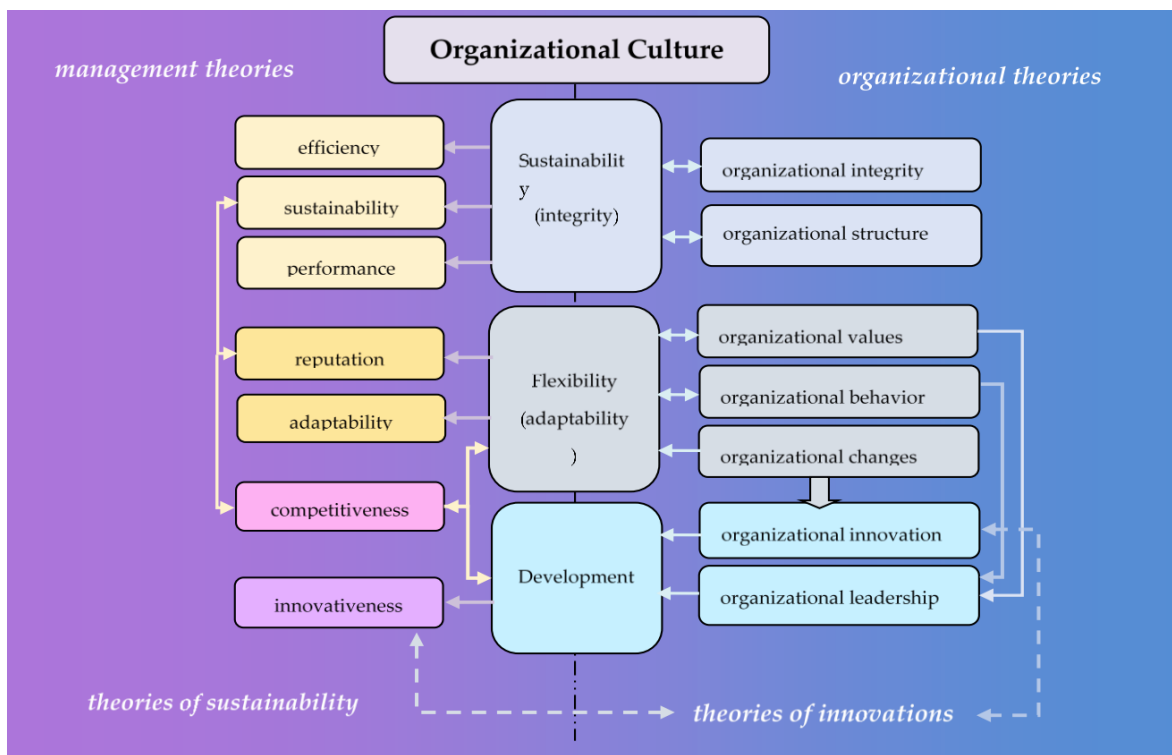 Organizational Culture
management theories
organizational theories
efficiency
sustainability
performance
reputation
adaptability
competitiveness
innovativeness
Sustainabilit
y
(integrity)
Flexibility
(adaptability
)
Development
organizational integrity
organizational structure
organizational values
organizational behavior
organizational changes
organizational innovation
organizational leadership
theories of sustainability
theories of innovations